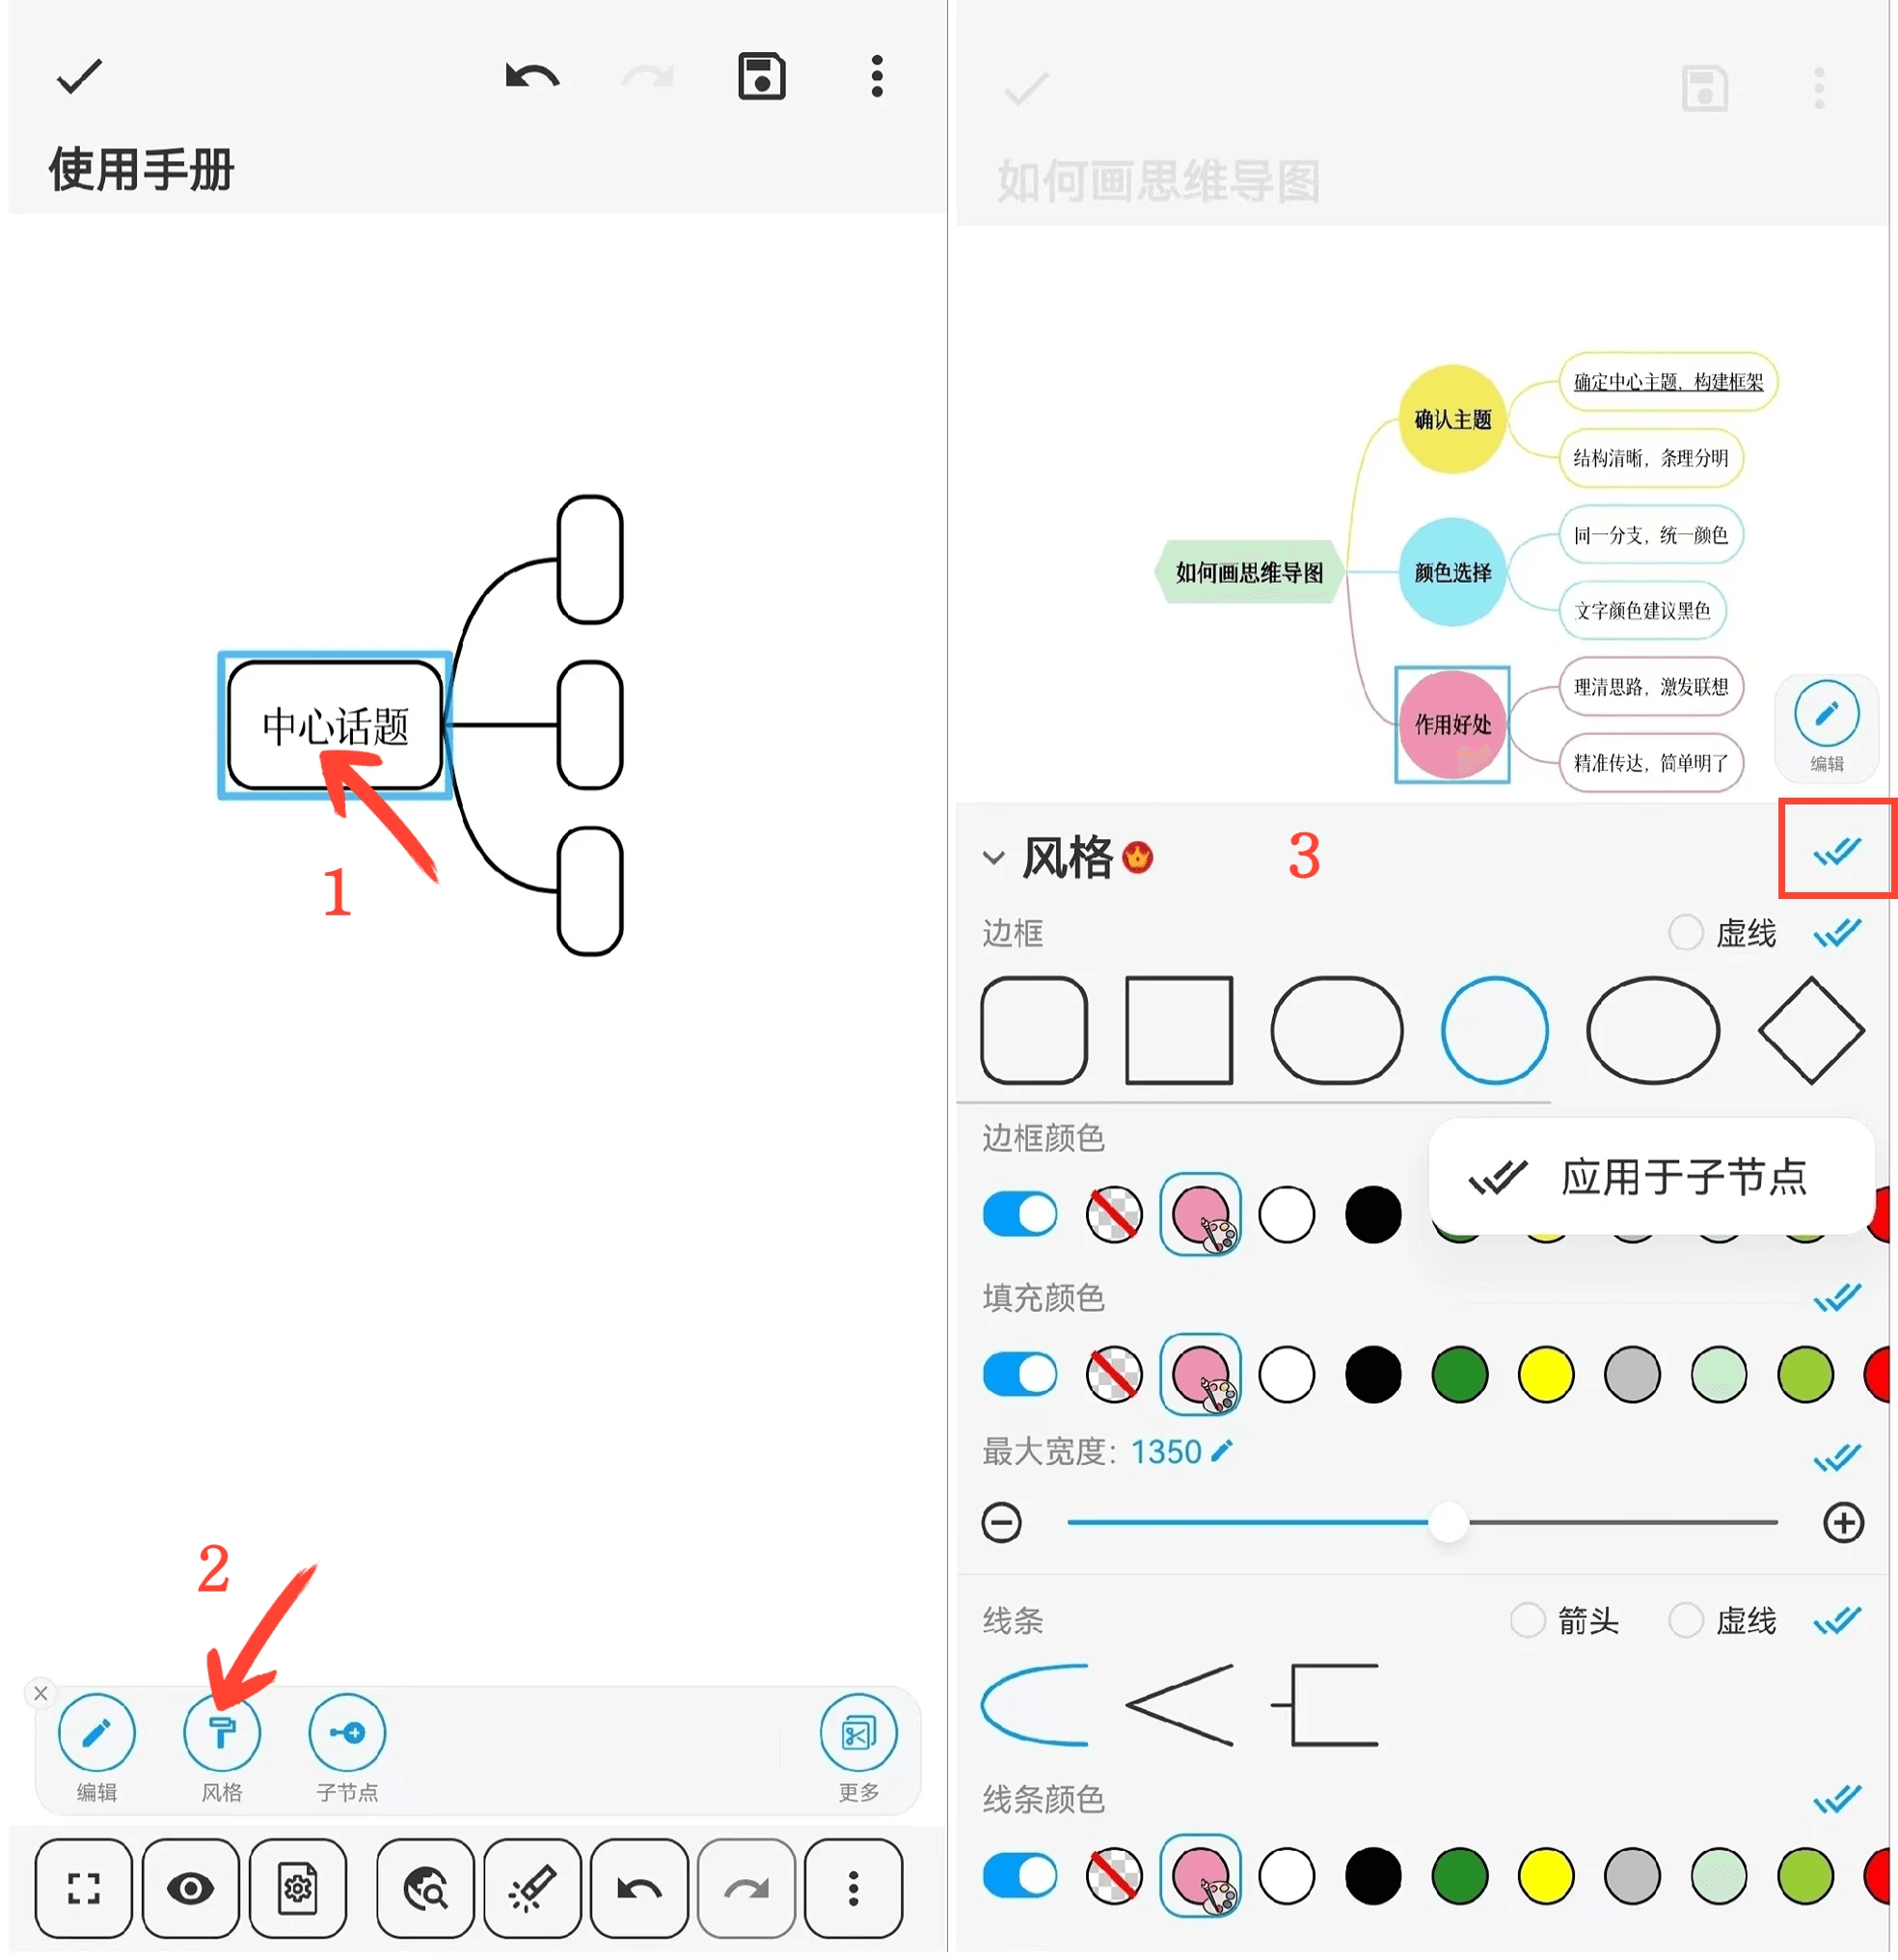 使用手册
中心话题
1
2
编辑
风格
子节点
更多
如何画思维导图
确认主题
确定中心主题，构建框架
结构清晰，条理分明
如何画思维导图
颜色选择
同一分支，统一颜色
文字颜色建议黑色
作用好处
理清思路，激发联想
精准传达，简单明了
编辑
风格
3
边框
虚线
边框颜色
应用于子节点
填充颜色
最大宽度：1350
线条
箭头
虚线
线条颜色